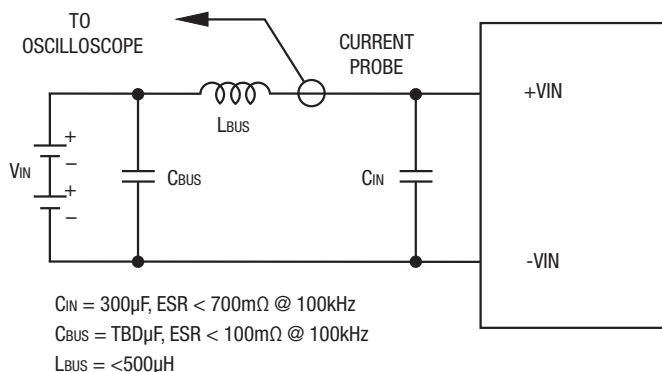 TO
OSCILLOSCOPE
CURRENT
PROBE
+VIN
LBUS
VIN
+
−
+
−
CBUS
CIN
-VIN
CIN = 300µF, ESR < 700mΩ @ 100kHz
CBUS = TBDµF, ESR < 100mΩ @ 100kHz
LBUS = <500µH